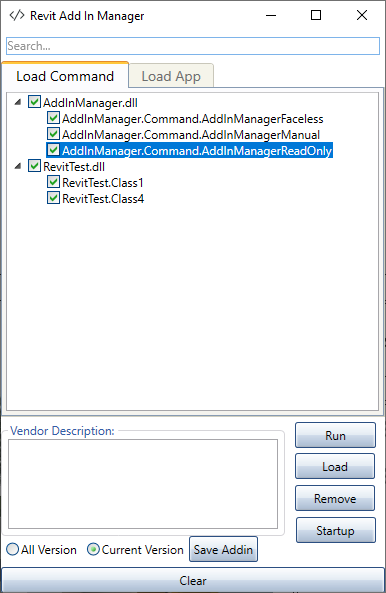 Revit Add In Manager
Search...
Load Command
Load App
AddInManager.dll
AddInManager.Command.AddInManagerFaceless
AddInManager.Command.AddInManagerManual
AddInManager.Command.AddInManagerReadOnly
RevitTest.dll
RevitTest.Class1
RevitTest.Class4
Vendor Description:
Run
Load
Remove
Startup
All Version
Current Version
Save Addin
Clear